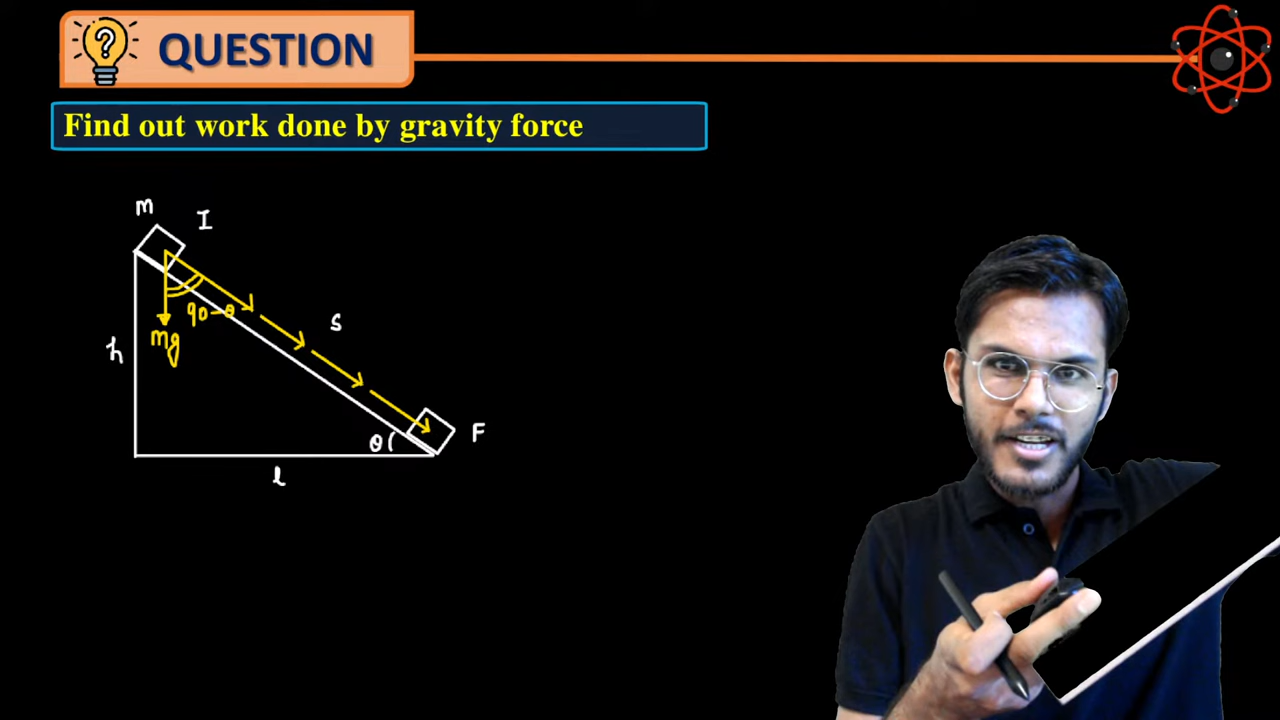 ?
QUESTION
Find out work done by gravity force
m
I
90-θ
s
mg
h
F
θ
l